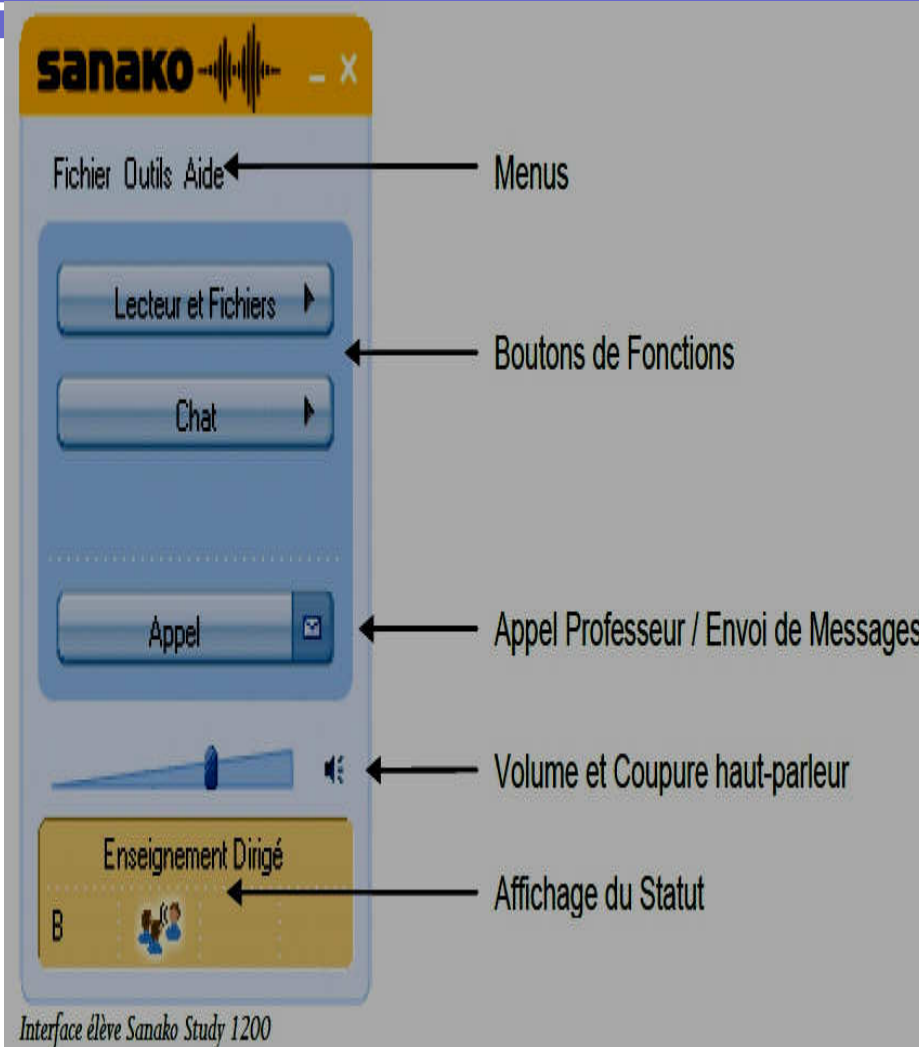 sanako
Fichier Outils Aide
Menus
Lecteur et Fichiers
Boutons de Fonctions
Chat
Appel
Appel Professeur / Envoi de Messages
Volume et Coupure haut-parleur
Enseignement Dirigé
Affichage du Statut
B
Interface élève Sanako Study 1200